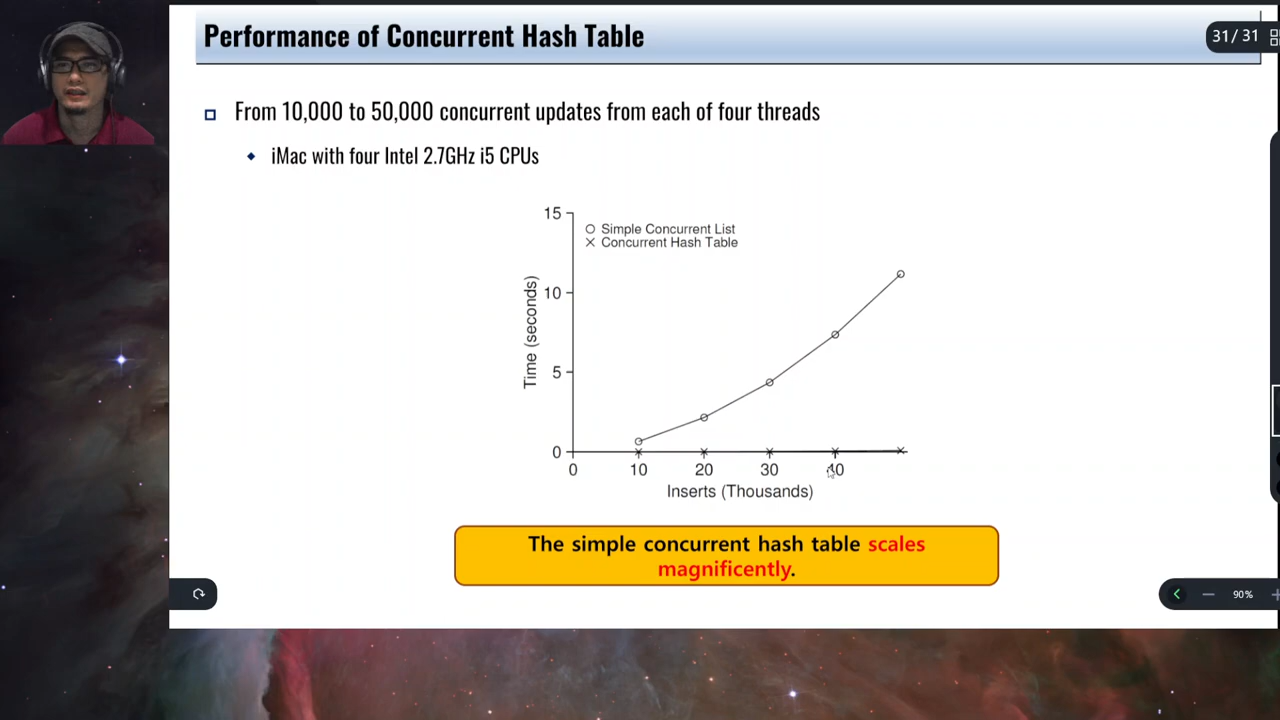 Performance of Concurrent Hash Table
31/ 31
From 10,000 to 50,000 concurrent updates from each of four threads
iMac with four Intel 2.7GHz i5 CPUs
15
Simple Concurrent List
Concurrent Hash Table
10
Time (seconds)
5
0
0 10 20 30 40
Inserts (Thousands)
The simple concurrent hash table scales
magnificently.
90%